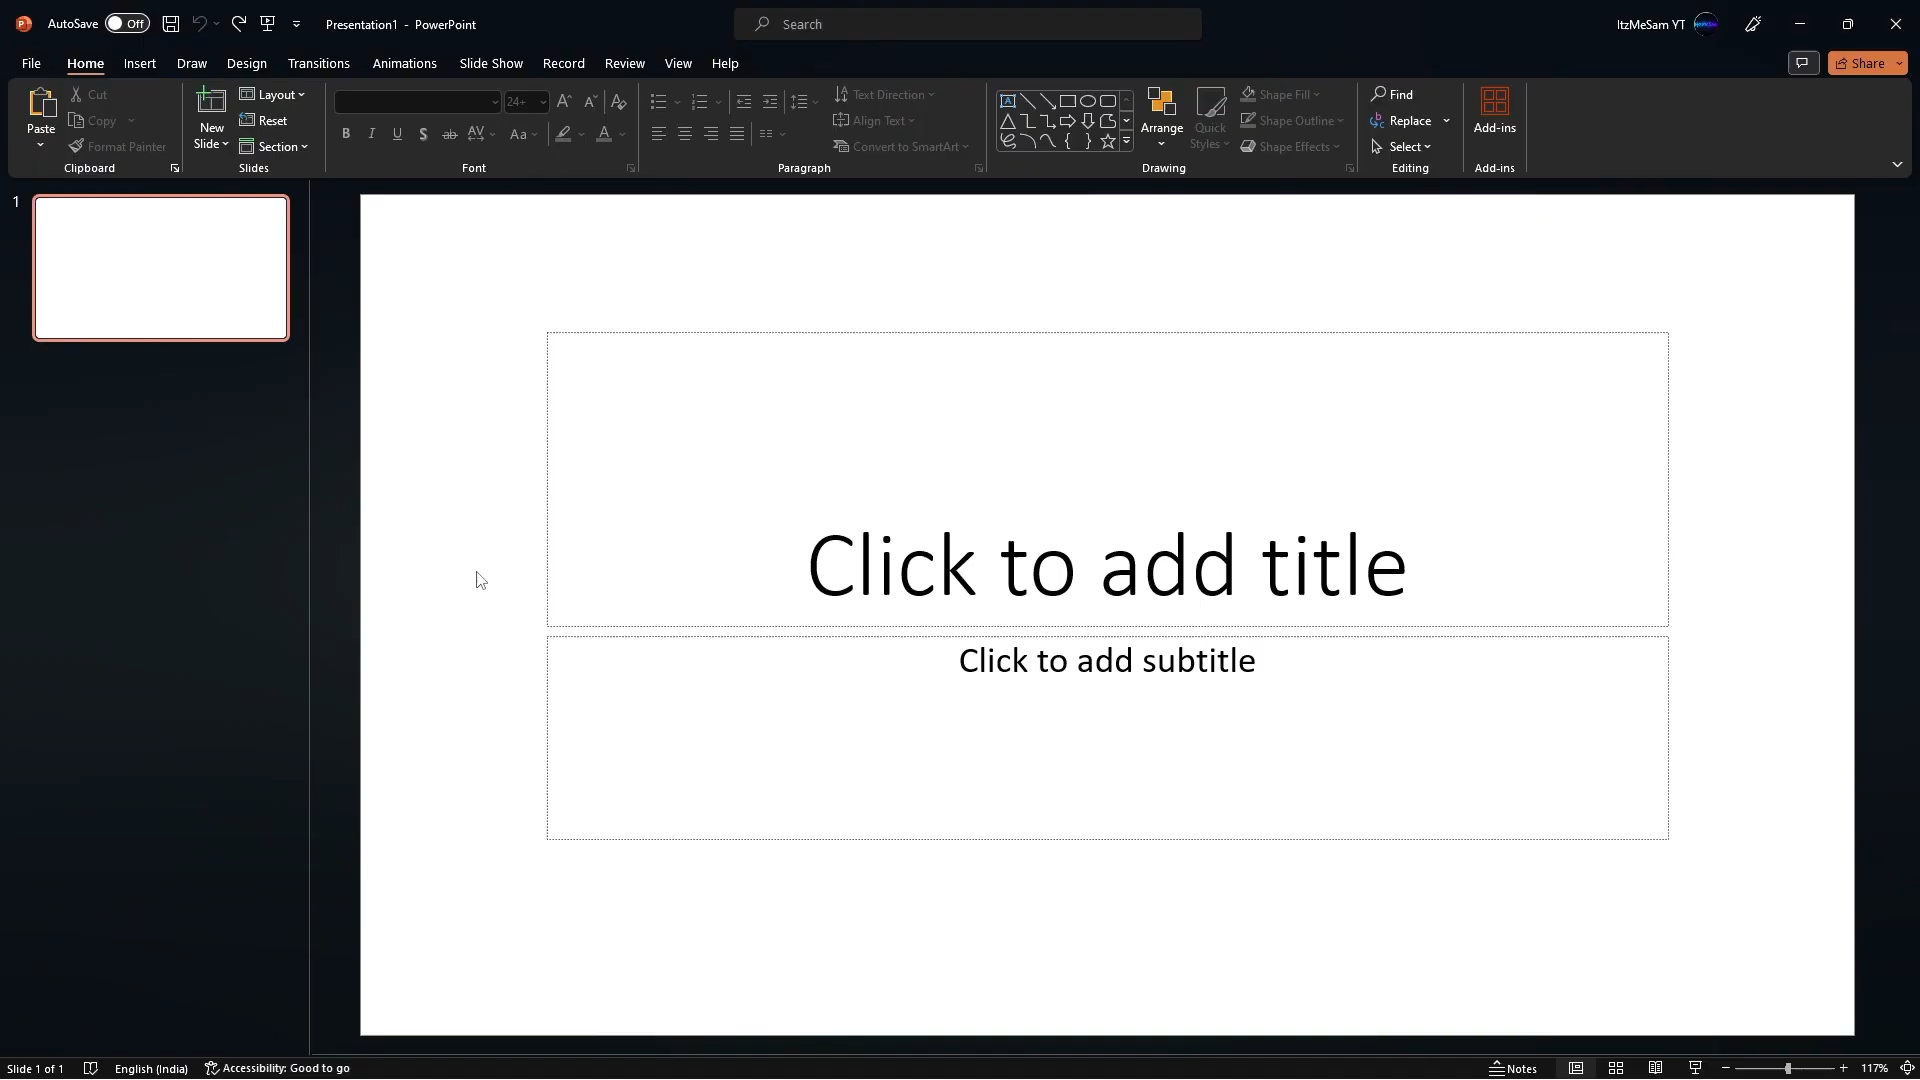 AutoSave Off Presentation1 - PowerPoint Search ItzMeSam YT
File Home Insert Draw Design Transitions Animations Slide Show Record Review View Help Share
Paste
Cut
Copy
Format Painter
Clipboard
New
Slide
Layout
Reset
Section
Slides
24+
B I U S ab AV Aa A
Font
Text Direction
Align Text
Convert to SmartArt
Paragraph
Arrange
Quick
Styles
Shape Fill
Shape Outline
Shape Effects
Drawing
Find
Replace
Select
Editing
Add-ins
Add-ins
1
Click to add title
Click to add subtitle
Slide 1 of 1 English (India) Accessibility: Good to go Notes 117%